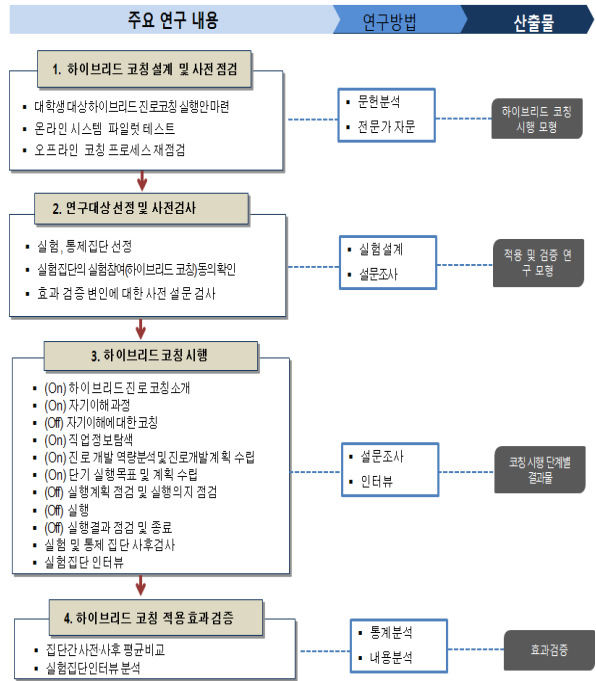 주요 연구 내용
연구방법
산출물
1. 하이브리드 코칭 설계 및 사전 점검
대학생 대상 하이브리드 진로코칭 실행안 마련
온라인 시스템 파일럿 테스트
오프라인 코칭 프로세스 재점검
문헌분석
전문가 자문
하이브리드 코칭
시행 모형
2. 연구대상 선정 및 사전검사
실험, 통제집단 선정
실험집단의 실험참여(하이브리드 코칭)동의확인
효과 검증 변인에 대한 사전 설문 검사
실험설계
설문조사
적용 및 검증 연
구 모형
3. 하이브리드 코칭 시행
(On) 하이브리드 진로 코칭 소개
(On) 자기이해 과정
(Off) 자기이해에 대한 코칭
(On) 직업 정보 탐색
(On) 진로 개발 역량분석 및 진로개발 계획 수립
(On) 단기 실행목표 및 계획 수립
(Off) 실행계획 점검 및 실행의지 점검
(Off) 실행
(Off) 실행결과 점검 및 종료
실험 및 통제 집단 사후검사
실험집단 인터뷰
설문조사
인터뷰
코칭 시행 단계별
결과물
4. 하이브리드 코칭 적용 효과 검증
집단간 사전·사후 평균비교
실험집단인터뷰 분석
통계분석
내용분석
효과검증